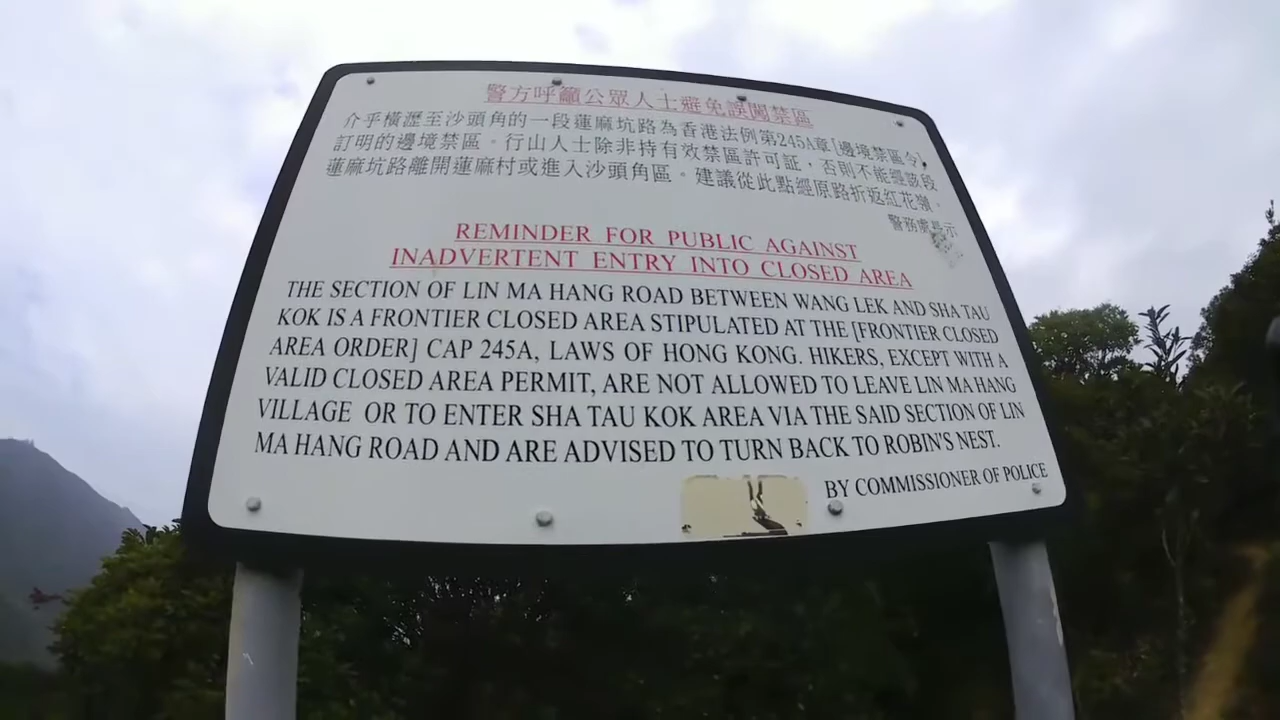 警方呼籲公眾人士避免誤闖禁區
介乎橫瀝至沙頭角的一段蓮麻坑路為香港法例第245A章[邊境禁區令]
訂明的邊境禁區。行山人士除非持有效禁區許可証，否則不能經該段
蓮麻坑路離開蓮麻村或進入沙頭角區。建議從此點經原路折返紅花嶺。
警務處長示
REMINDER FOR PUBLIC AGAINST
INADVERTENT ENTRY INTO CLOSED AREA
THE SECTION OF LIN MA HANG ROAD BETWEEN WANG LEK AND SHA TAU
KOK IS A FRONTIER CLOSED AREA STIPULATED AT THE [FRONTIER CLOSED
AREA ORDER] CAP 245A, LAWS OF HONG KONG. HIKERS, EXCEPT WITH A
VALID CLOSED AREA PERMIT, ARE NOT ALLOWED TO LEAVE LIN MA HANG
VILLAGE OR TO ENTER SHA TAU KOK AREA VIA THE SAID SECTION OF LIN
MA HANG ROAD AND ARE ADVISED TO TURN BACK TO ROBIN'S NEST.
BY COMMISSIONER OF POLICE